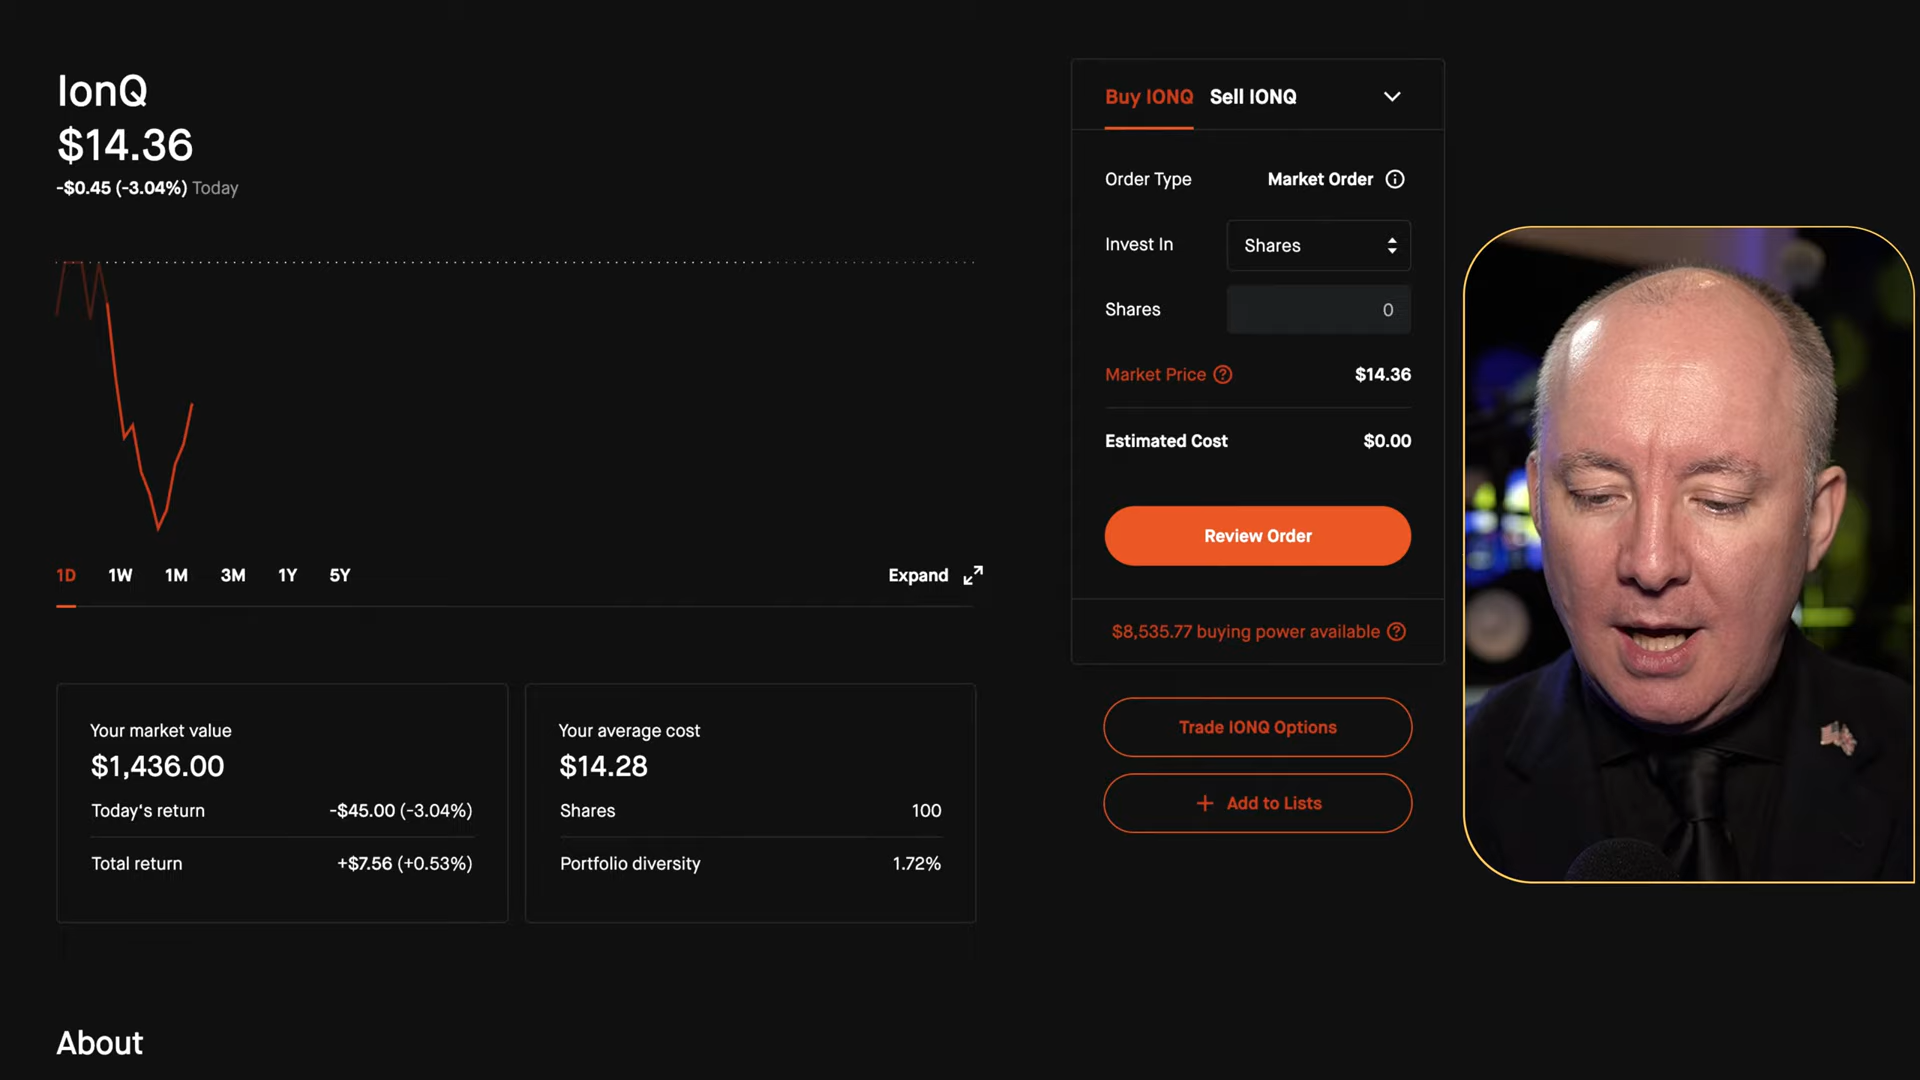 IonQ
$14.36
-$0.45 (-3.04%) Today
1D 1W 1M 3M 1Y 5Y
Expand
Your market value
$1,436.00
Today's return -$45.00 (-3.04%)
Total return +$7.56 (+0.53%)
Your average cost
$14.28
Shares 100
Portfolio diversity 1.72%
About
Buy IONQ Sell IONQ
Order Type Market Order
Invest In Shares
Shares 0
Market Price $14.36
Estimated Cost $0.00
Review Order
$8,535.77 buying power available
Trade IONQ Options
+ Add to Lists